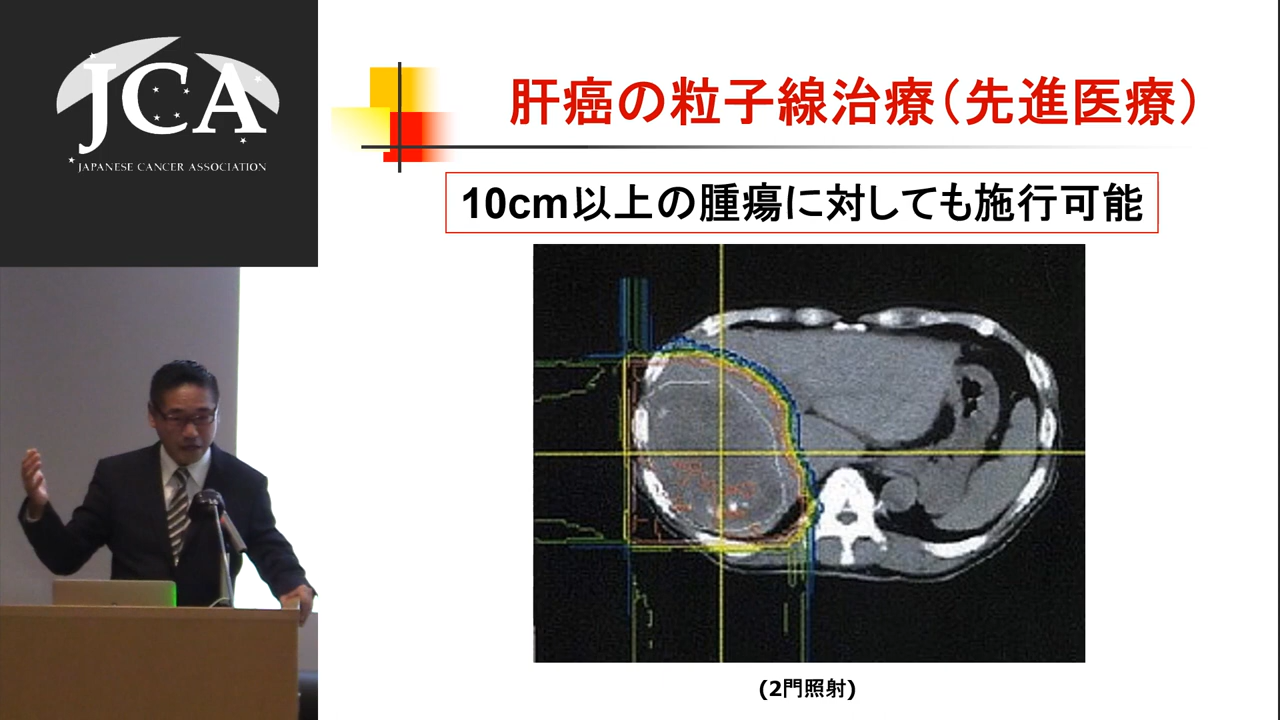 JCA
JAPANESE CANCER ASSOCIATION
肝癌の粒子線治療(先進医療)
10cm以上の腫瘍に対しても施行可能
(2門照射)